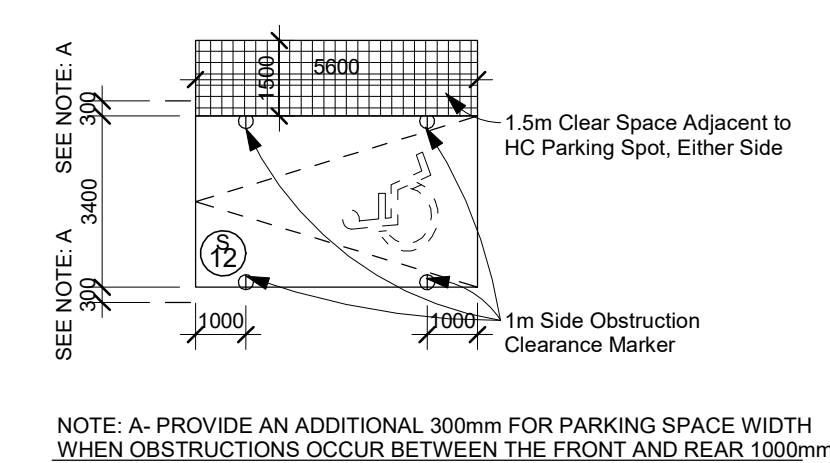 SEE NOTE: A
300
1500
5600
1.5m Clear Space Adjacent to
HC Parking Spot, Either Side
3400
S
12
SEE NOTE: A
300
1000
1000
1m Side Obstruction
Clearance Marker
NOTE: A- PROVIDE AN ADDITIONAL 300mm FOR PARKING SPACE WIDTH
WHEN OBSTRUCTIONS OCCUR BETWEEN THE FRONT AND REAR 1000mm